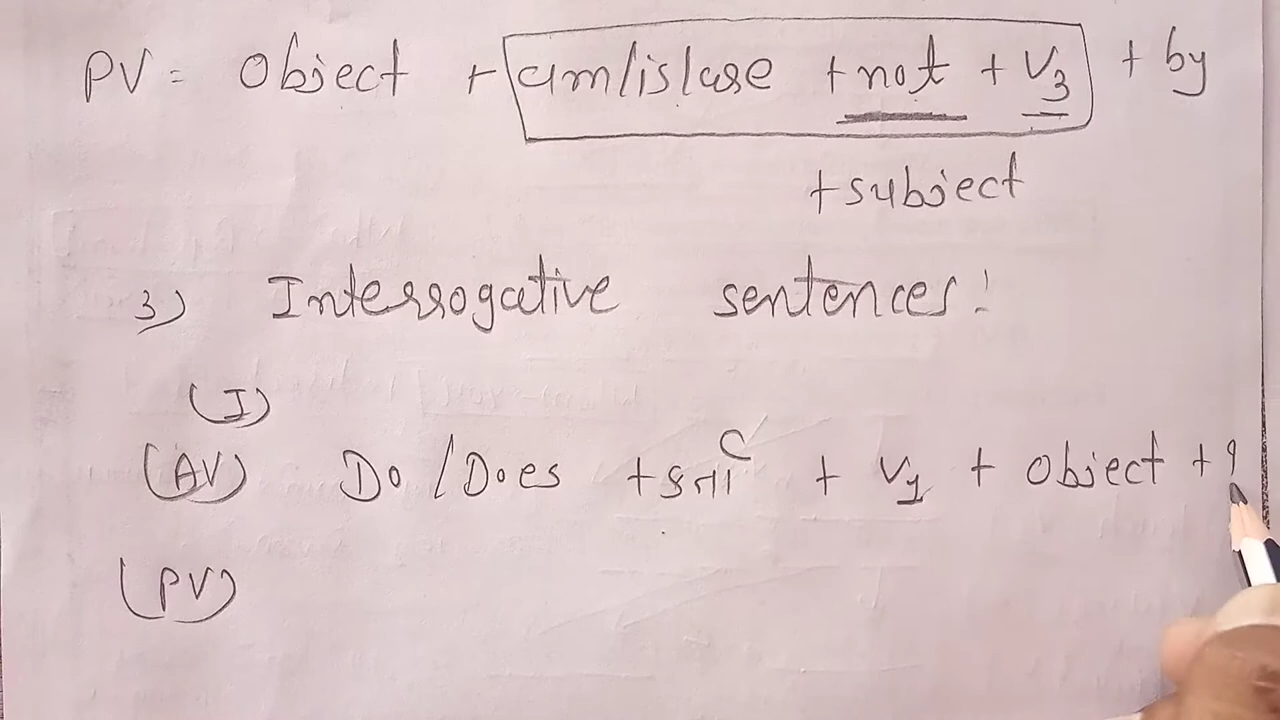 PV = Object + am/is/are + not + V3 + by
+ subject
3) Interrogative sentences:
(I)
(AV) Do / Does + कर्ता + V1 + Object + ?
(PV)